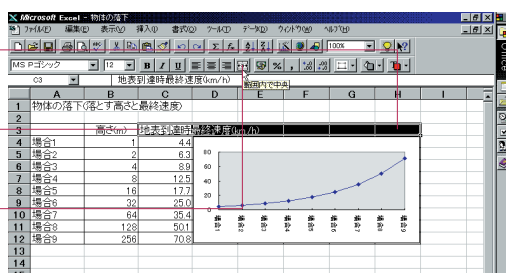 Microsoft Excel - 物体の落下
ファイル(F) 編集(E) 表示(V) 挿入(I) 書式(O) ツール(T) データ(D) ウィンドウ(W) ヘルプ(H)
100%
MS Pゴシック 12 B I U
C3 地表到達時最終速度(km/h)
範囲内で中央
Office
A B C D E F G H I
1 物体の落下(落とす高さと最終速度)
2
3 高さ(m) 地表到達時最終速度(km/h)
4 場合1 1 4.4
5 場合2 2 6.3
6 場合3 4 8.9
7 場合4 8 12.5
8 場合5 16 17.7
9 場合6 32 25.0
10 場合7 64 35.4
11 場合8 128 50.1
12 場合9 256 70.8
13
14
80
60
40
20
0
場合1 場合2 場合3 場合4 場合5 場合6 場合7 場合8 場合9